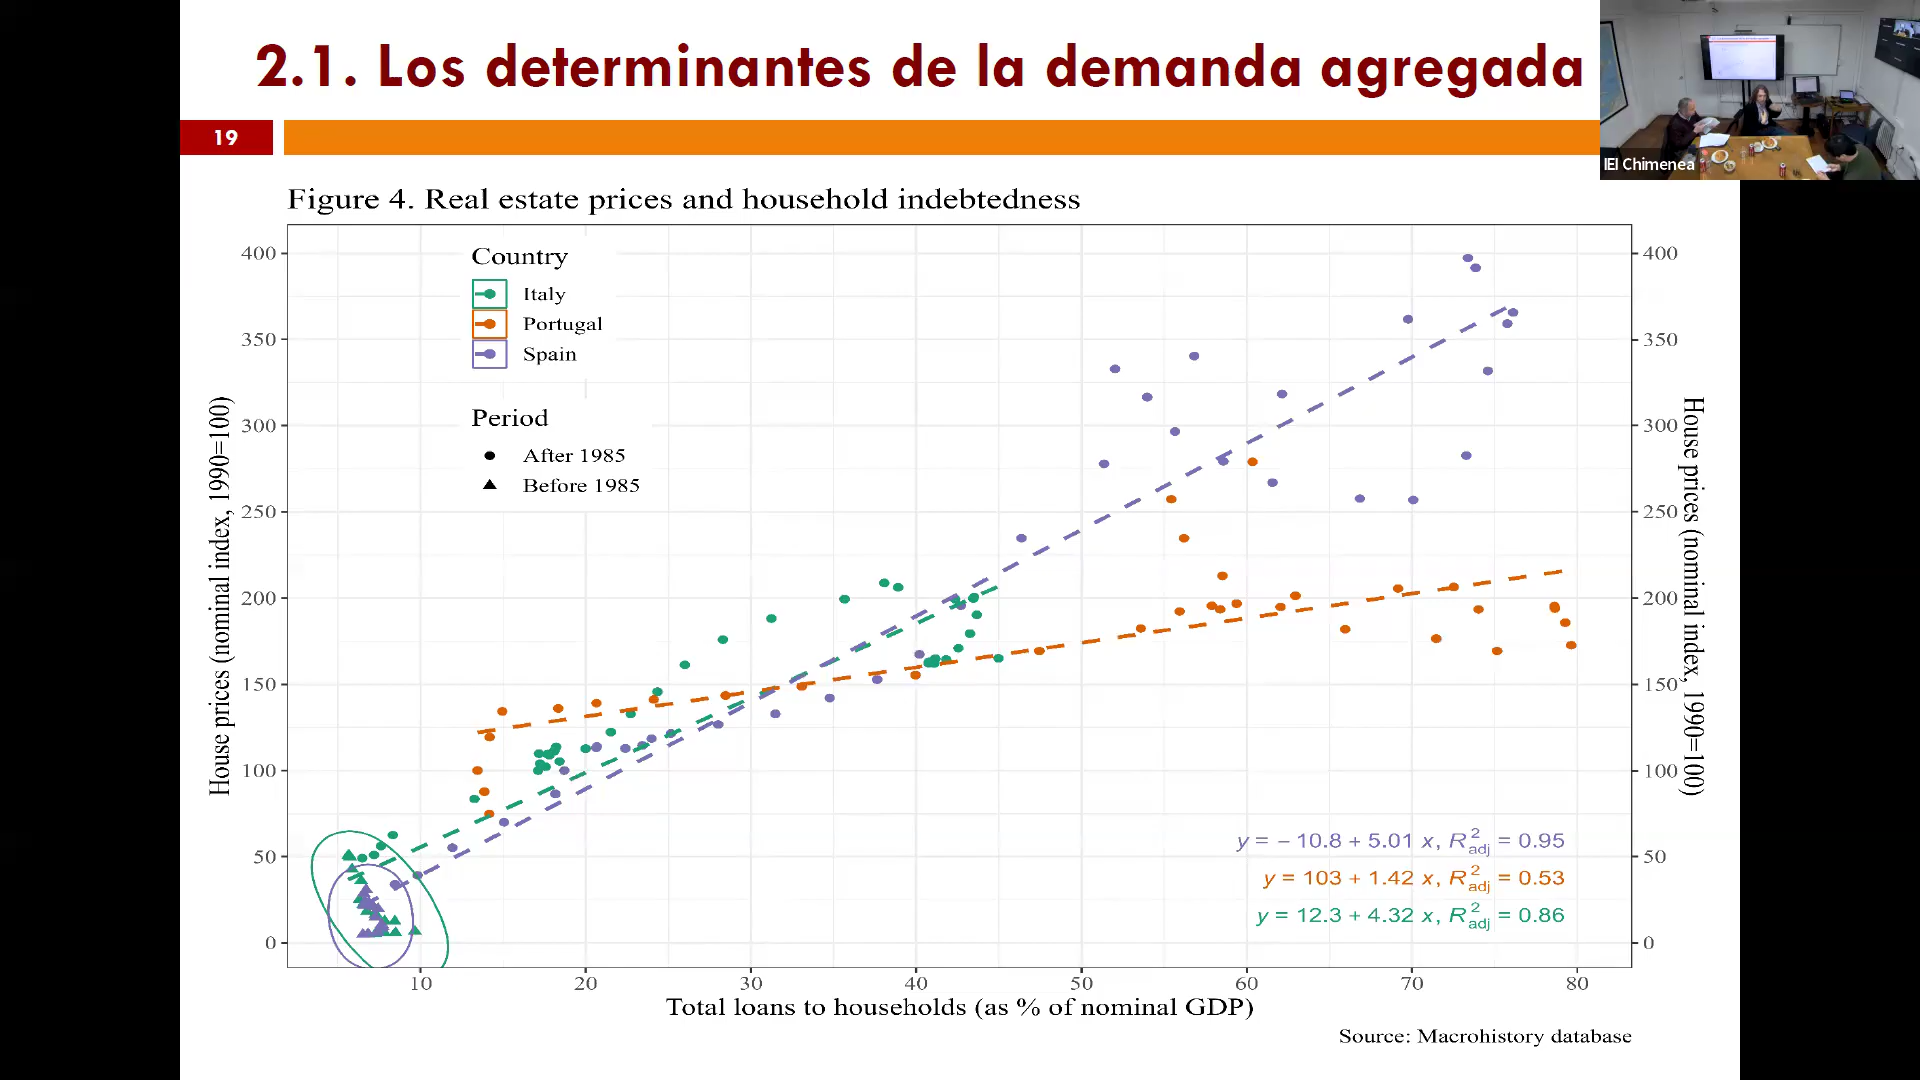 2.1. Los determinantes de la demanda agregada
19
IEI Chimenea
Figure 4. Real estate prices and household indebtedness
Country
Italy
Portugal
Spain
Period
After 1985
Before 1985
House prices (nominal index, 1990=100)
400
350
300
250
200
150
100
50
0
400
350
300
250
200
150
100
50
0
House prices (nominal index, 1990=100)
y = − 10.8 + 5.01 x, R²adj = 0.95
y = 103 + 1.42 x, R²adj = 0.53
y = 12.3 + 4.32 x, R²adj = 0.86
10 20 30 40 50 60 70 80
Total loans to households (as % of nominal GDP)
Source: Macrohistory database